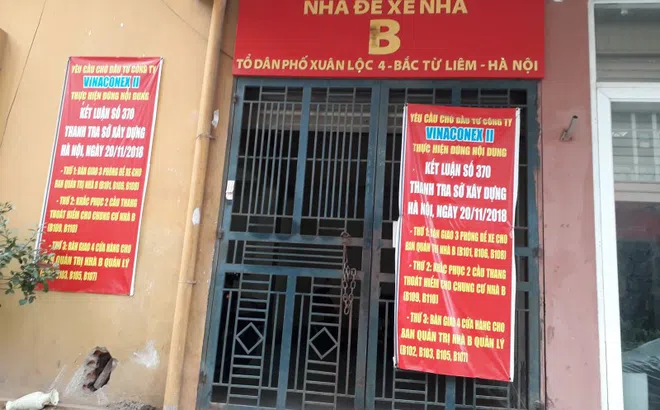 NHÀ ĐỂ XE NHÀ
B
TỔ DÂN PHỐ XUÂN LỘC 4-BẮC TỪ LIÊM - HÀ NỘI
YÊU CẦU CHỦ ĐẦU TƯ CÔNG TY
VINACONEX II
THỰC HIỆN ĐÚNG NỘI DUNG
KẾT LUẬN SỐ 370
THANH TRA SỞ XÂY DỰNG
HÀ NỘI, NGÀY 20/11/2018
- THỨ 1: BÀN GIAO 3 PHÒNG ĐỂ XE CHO
BAN QUẢN TRỊ NHÀ B (B101, B106, B108)
- THỨ 2: KHẮC PHỤC 2 CẦU THANG
THOÁT HIỂM CHO CHUNG CƯ NHÀ B
(B109, B110)
- THỨ 3: BÀN GIAO 4 CỬA HÀNG CHO
BAN QUẢN TRỊ NHÀ B QUẢN LÝ
B103, B105, B107)
YÊU CẦU CHỦ ĐẦU TƯ CÔNG TY
VINACONEX II
THỰC HIỆN ĐÚNG NỘI DUNG
KẾT LUẬN SỐ 370
THANH TRA SỞ XÂY DỰNG
HÀ NỘI, NGÀY 20/11/2018
- THỨ 1: BÀN GIAO 3 PHÒNG ĐỂ XE CHO
BAN QUẢN TRỊ NHÀ B (B101, B106, B108)
- THỨ 2: KHẮC PHỤC 2 CẦU THANG
THOÁT HIỂM CHO CHUNG CƯ NHÀ B
(B109, B110)
- THỨ 3: BÀN GIAO 4 CỬA HÀNG CHO
BAN QUẢN TRỊ NHÀ B QUẢN LÝ
(B102, B103, B105, B107)